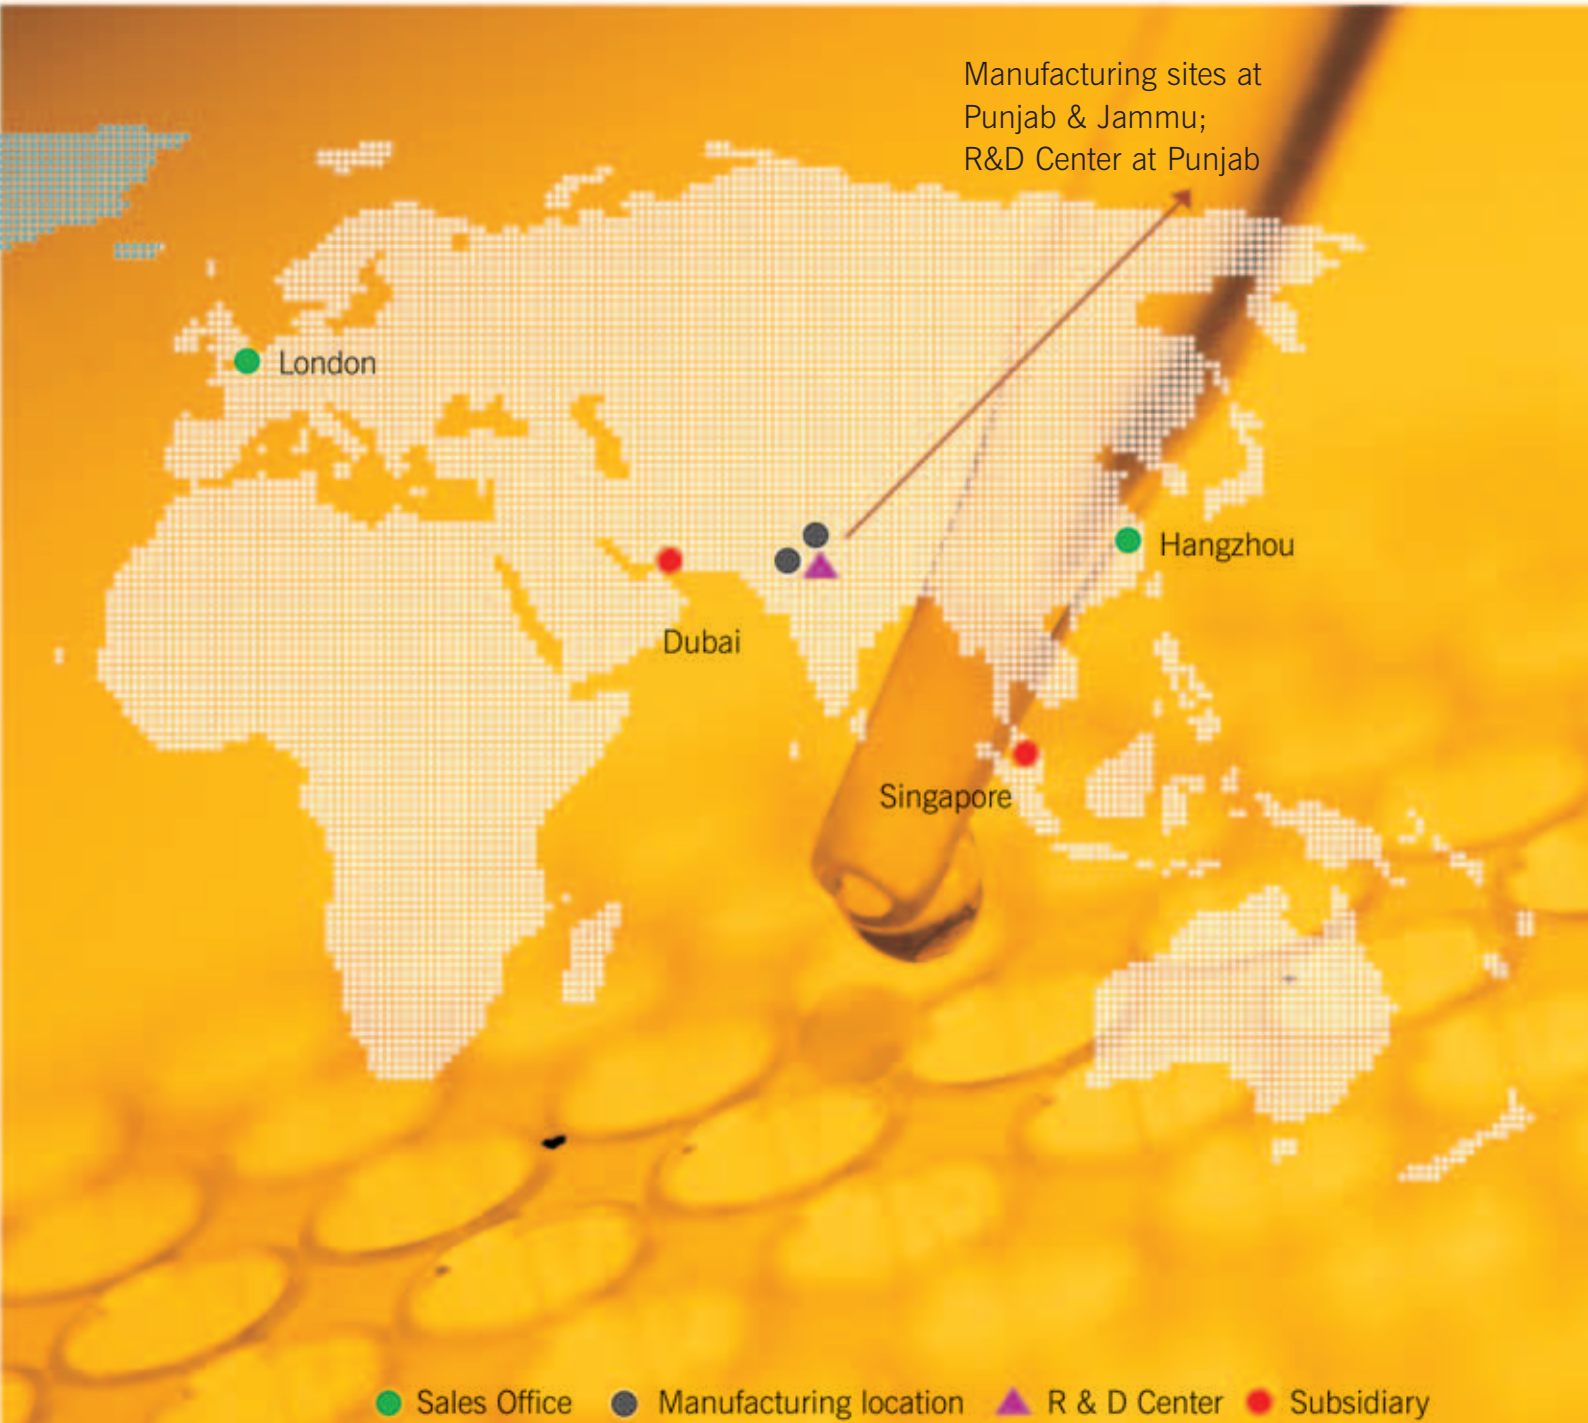 Manufacturing sites at
Punjab & Jammu;
R&D Center at Punjab
London
Hangzhou
Dubai
Singapore
Sales Office
Manufacturing location
R & D Center
Subsidiary